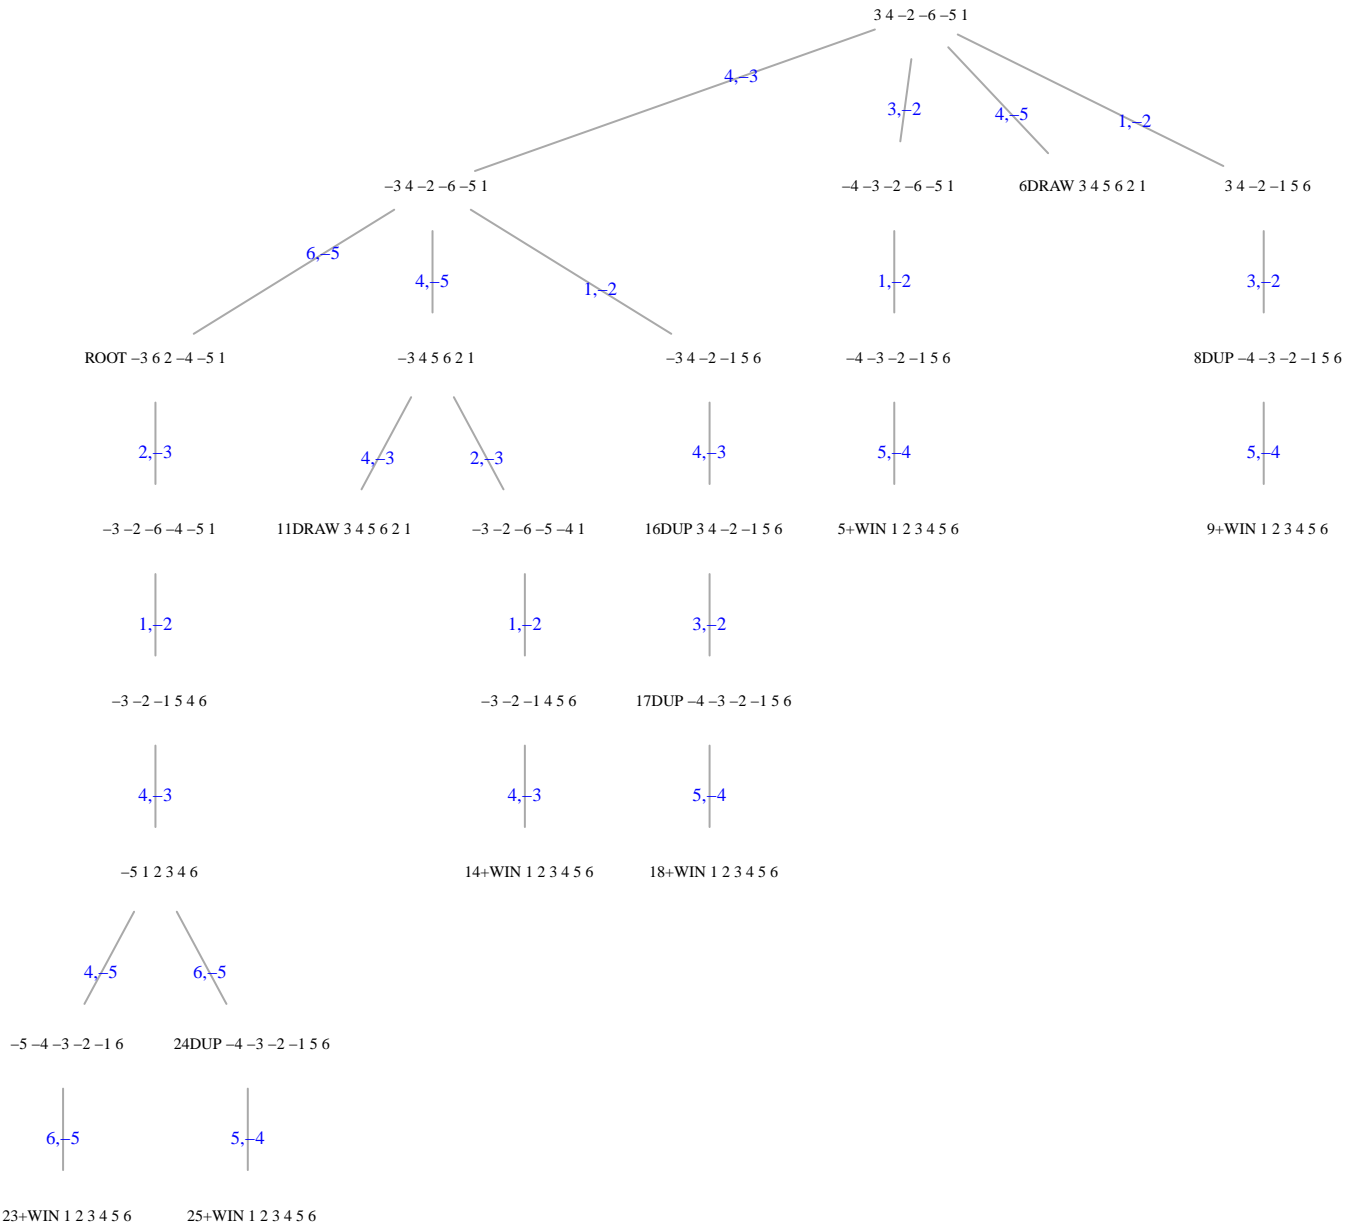 3 4 −2 −6 −5 1
4,−3
3,−2
4,−5
1,−2
−3 4 −2 −6 −5 1
−4 −3 −2 −6 −5 1
6DRAW 3 4 5 6 2 1
3 4 −2 −1 5 6
6,−5
4,−5
1,−2
1,−2
3,−2
ROOT −3 6 2 −4 −5 1
−3 4 5 6 2 1
−3 4 −2 −1 5 6
−4 −3 −2 −1 5 6
8DUP −4 −3 −2 −1 5 6
2,−3
4,−3
2,−3
4,−3
5,−4
5,−4
−3 −2 −6 −4 −5 1
11DRAW 3 4 5 6 2 1
−3 −2 −6 −5 −4 1
16DUP 3 4 −2 −1 5 6
5+WIN 1 2 3 4 5 6
9+WIN 1 2 3 4 5 6
1,−2
1,−2
3,−2
−3 −2 −1 5 4 6
−3 −2 −1 4 5 6
17DUP −4 −3 −2 −1 5 6
4,−3
4,−3
5,−4
−5 1 2 3 4 6
14+WIN 1 2 3 4 5 6
18+WIN 1 2 3 4 5 6
4,−5
6,−5
−5 −4 −3 −2 −1 6
24DUP −4 −3 −2 −1 5 6
6,−5
5,−4
23+WIN 1 2 3 4 5 6
25+WIN 1 2 3 4 5 6